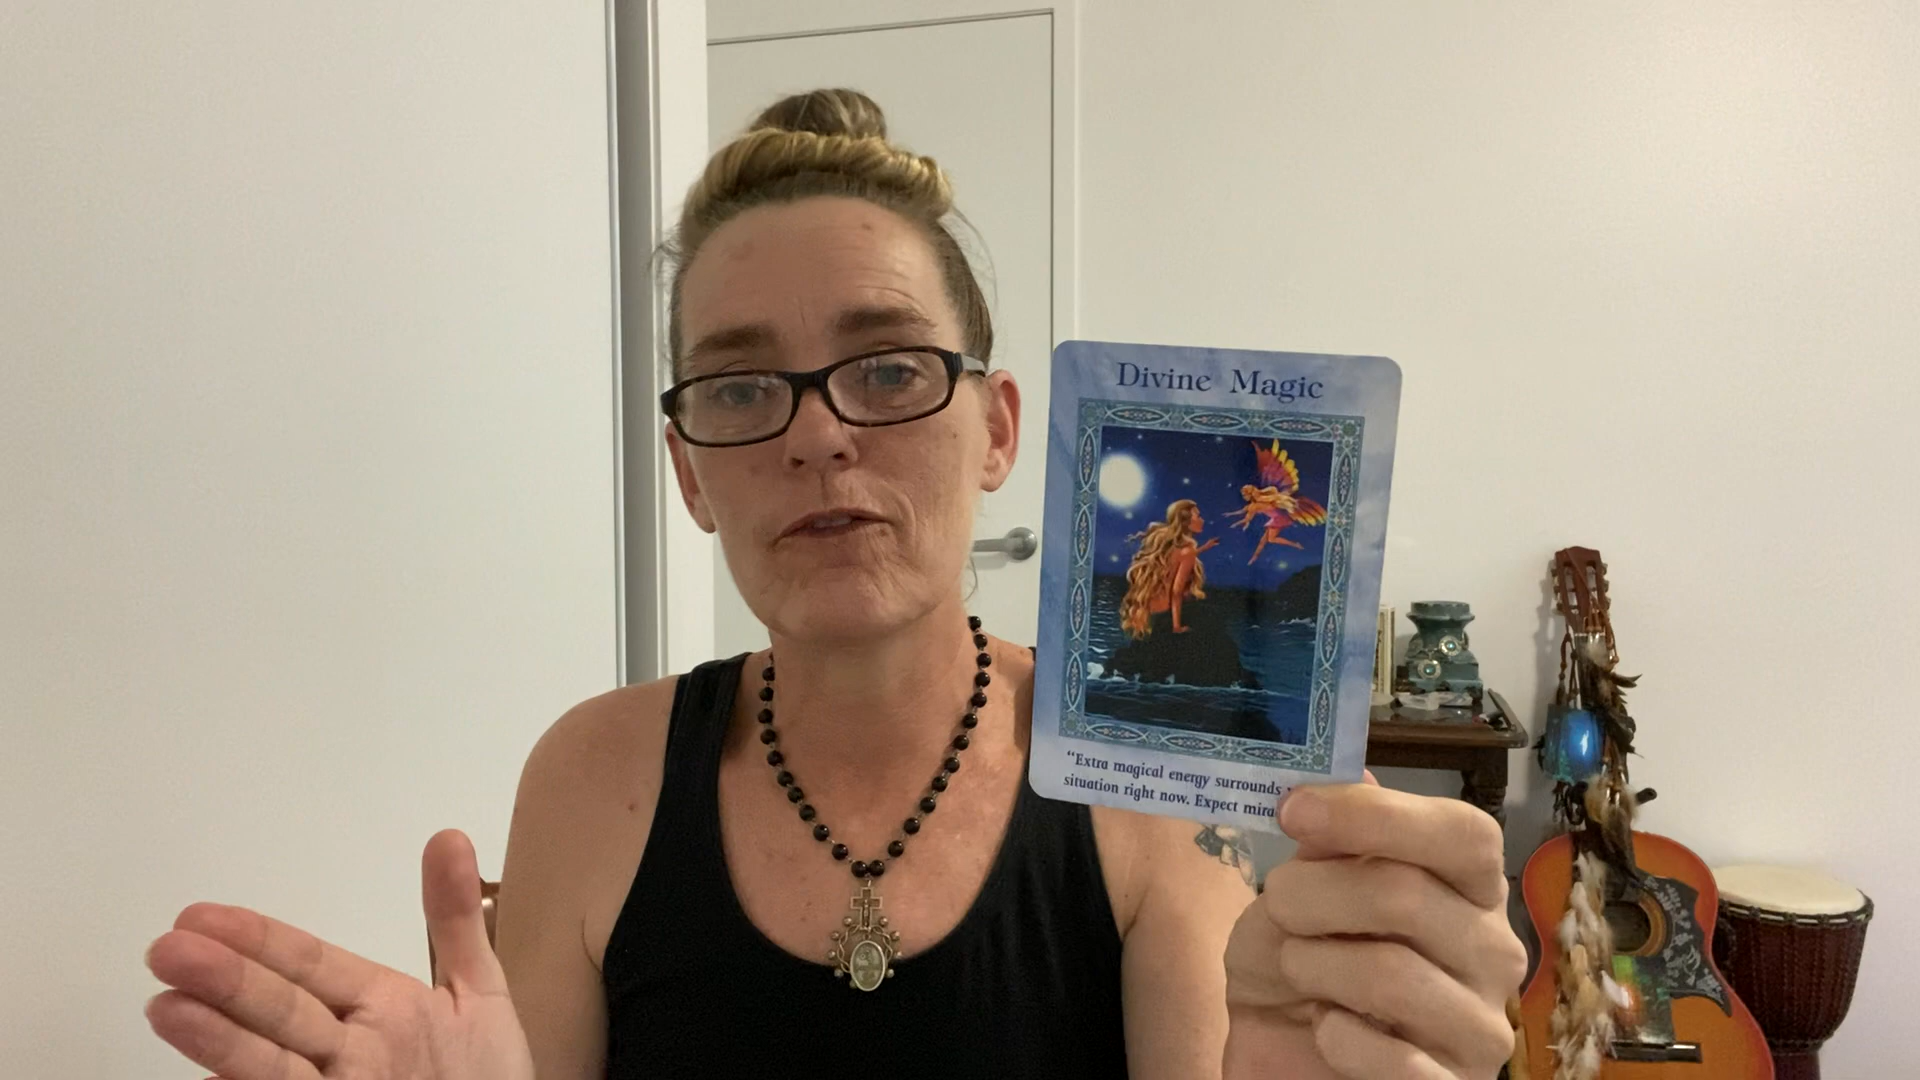 Divine Magic
"Extra magical energy surrounds
situation right now. Expect